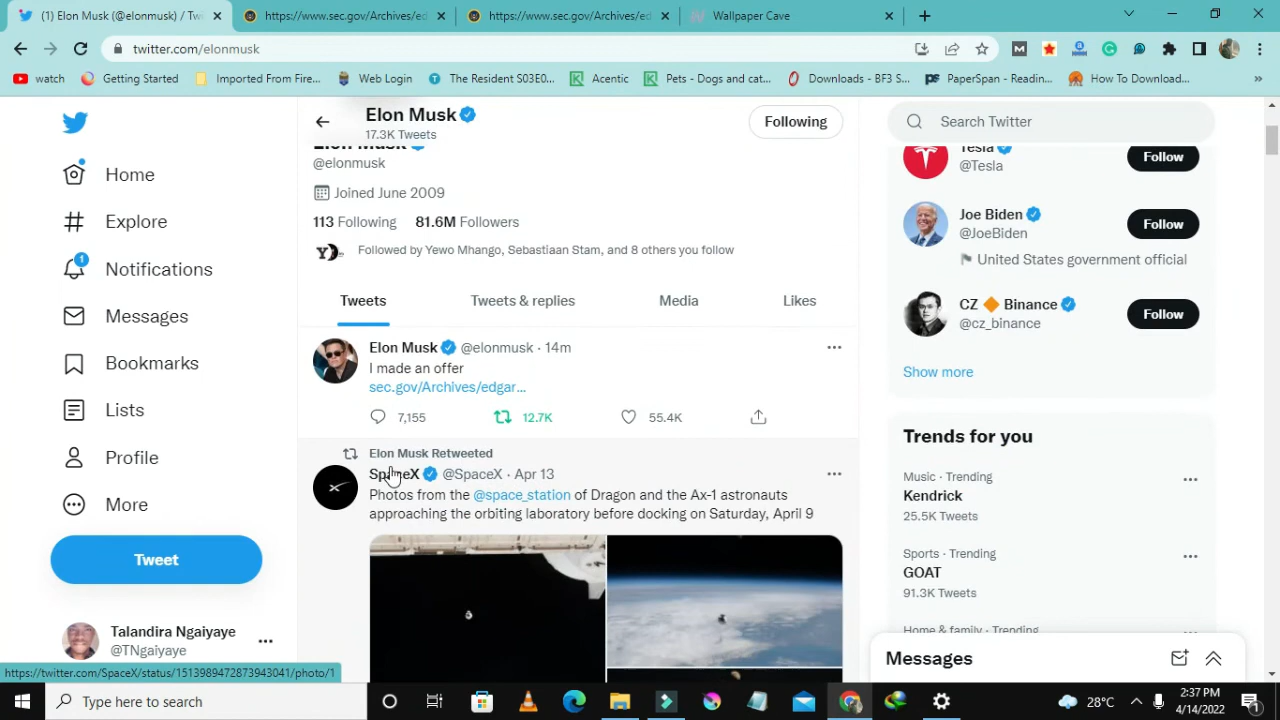 (1) Elon Musk (@elonmusk) / Twitt
https://www.sec.gov/Archives/ed
https://www.sec.gov/Archives/ed
Wallpaper Cave
twitter.com/elonmusk
watch
Getting Started
Imported From Fire...
Web Login
The Resident S03E0...
Acentic
Pets - Dogs and cat...
Downloads - BF3 S...
PaperSpan - Readin...
How To Download...
Elon Musk
17.3K Tweets
Following
Search Twitter
Elon Musk
@elonmusk
Joined June 2009
113 Following 81.6M Followers
Followed by Yewo Mhango, Sebastiaan Stam, and 8 others you follow
Tweets
Tweets & replies
Media
Likes
Elon Musk @elonmusk · 14m
I made an offer
sec.gov/Archives/edgar...
7,155
12.7K
55.4K
Elon Musk Retweeted
SpaceX @SpaceX · Apr 13
Photos from the @space_station of Dragon and the Ax-1 astronauts
approaching the orbiting laboratory before docking on Saturday, April 9
Home
Explore
1
Notifications
Messages
Bookmarks
Lists
Profile
More
Tweet
Talandira Ngaiyaye
@TNgaiyaye
Tesla
@Tesla
Follow
Joe Biden
@JoeBiden
Follow
United States government official
CZ 🔶 Binance
@cz_binance
Follow
Show more
Trends for you
Music · Trending
Kendrick
25.5K Tweets
Sports · Trending
GOAT
91.3K Tweets
Home & family · Trending
Messages
https://twitter.com/SpaceX/status/1513989472873943041/photo/1
Type here to search
28°C
2:37 PM
4/14/2022
1